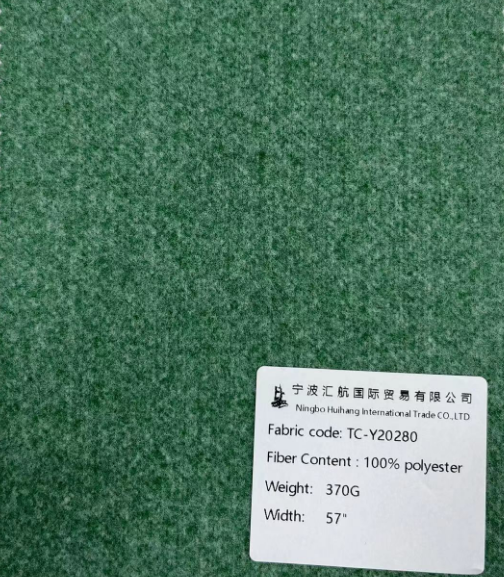 宁波汇航国际贸易有限公司
Ningbo Huihang International Trade CO.,LTD
Fabric code: TC-Y20280
Fiber Content : 100% polyester
Weight: 370G
Width: 57"